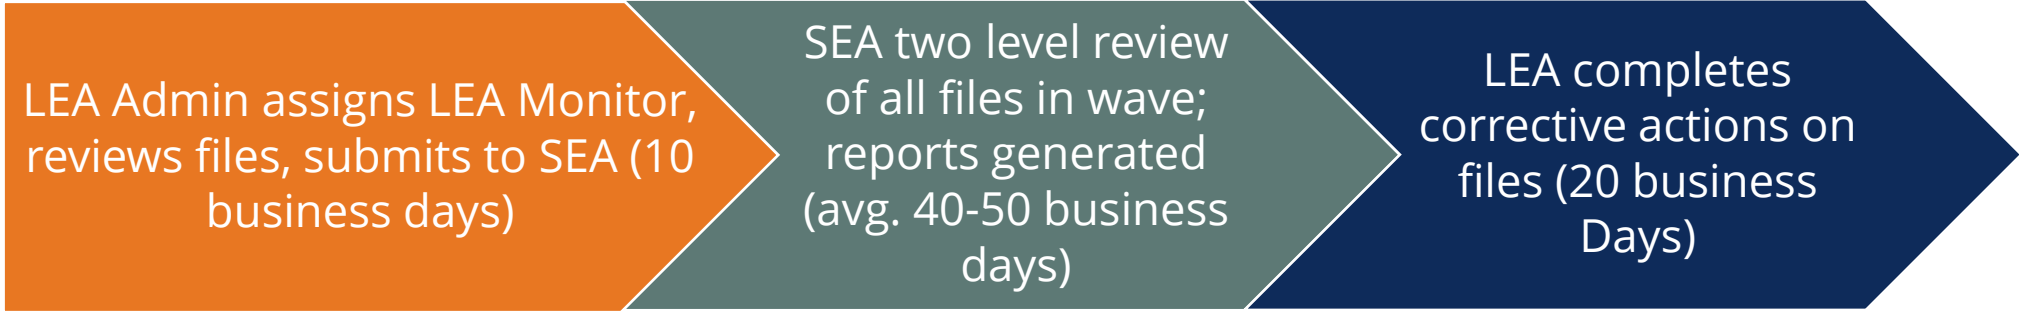 LEA Admin assigns LEA Monitor,
reviews files, submits to SEA (10
business days)
SEA two level review
of all files in wave;
reports generated
(avg. 40-50 business
days)
LEA completes
corrective actions on
files (20 business
Days)